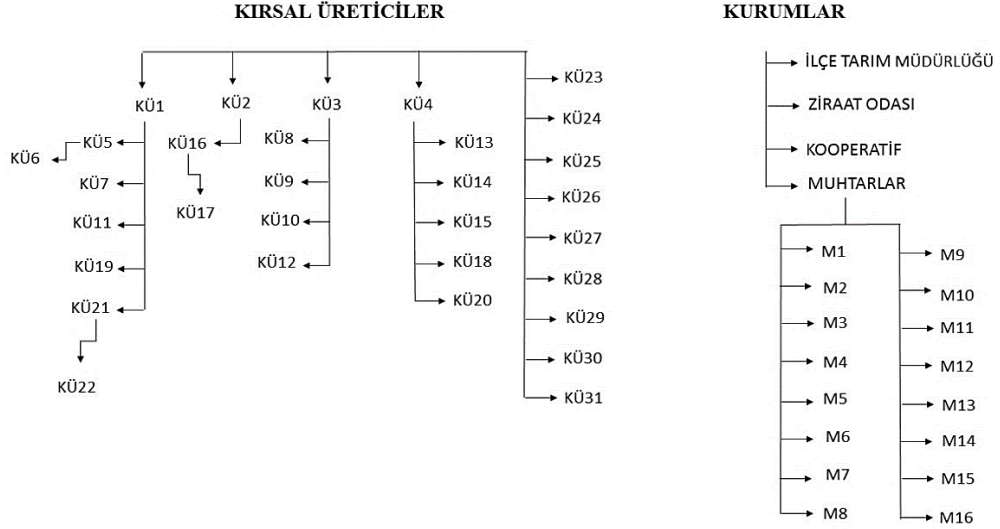 KIRSAL ÜRETİCİLER
KÜ1
KÜ2
KÜ3
KÜ4
KÜ5
KÜ6
KÜ7
KÜ11
KÜ19
KÜ21
KÜ22
KÜ16
KÜ17
KÜ8
KÜ9
KÜ10
KÜ12
KÜ13
KÜ14
KÜ15
KÜ18
KÜ20
KÜ23
KÜ24
KÜ25
KÜ26
KÜ27
KÜ28
KÜ29
KÜ30
KÜ31
KURUMLAR
İLÇE TARIM MÜDÜRLÜĞÜ
ZİRAAT ODASI
KOOPERATİF
MUHTARLAR
M1
M2
M3
M4
M5
M6
M7
M8
M9
M10
M11
M12
M13
M14
M15
M16